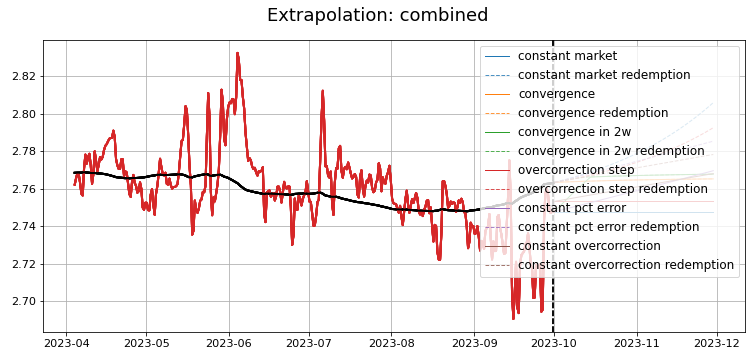 Extrapolation: combined
constant market
constant market redemption
convergence
convergence redemption
convergence in 2w
convergence in 2w redemption
overcorrection step
overcorrection step redemption
constant pct error
constant pct error redemption
constant overcorrection
constant overcorrection redemption
2.82
2.80
2.78
2.76
2.74
2.72
2.70
2023-04 2023-05 2023-06 2023-07 2023-08 2023-09 2023-10 2023-11 2023-12